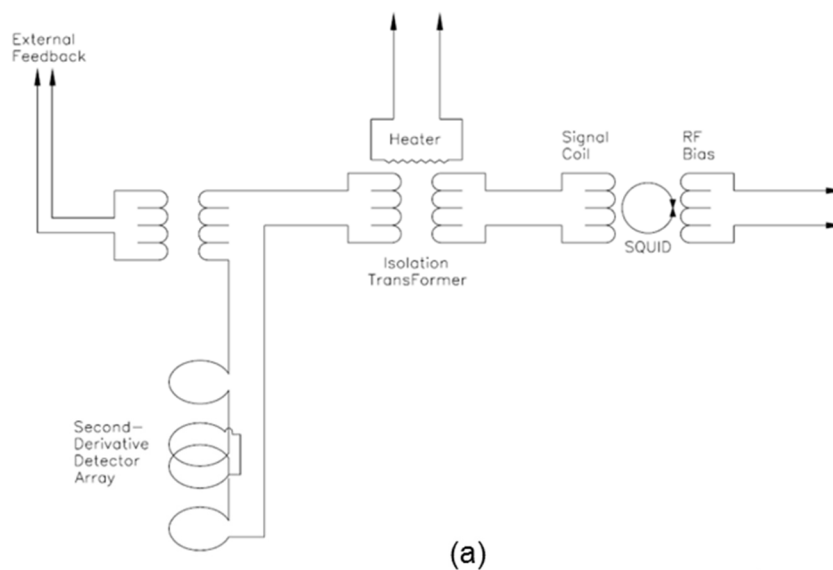 External
Feedback
Heater
Signal
Coil
RF
Bias
SQUID
Isolation
TransFormer
Second-
Derivative
Detector
Array
(a)